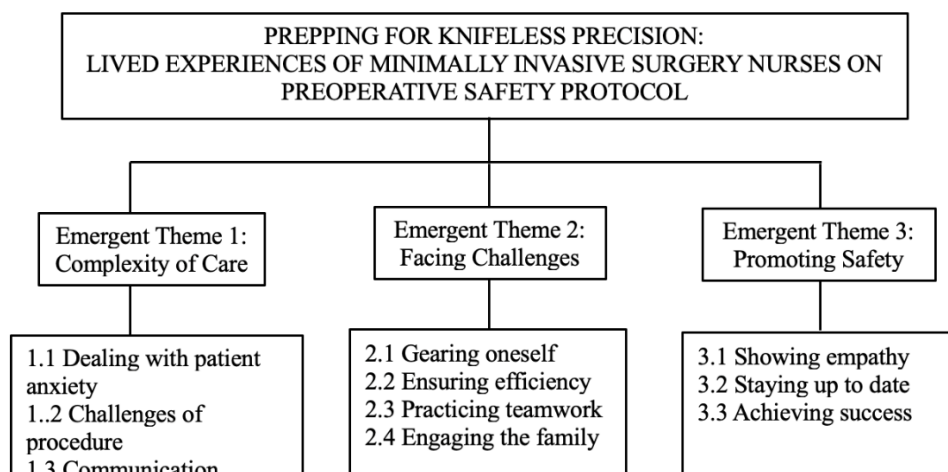 PREPPING FOR KNIFELESS PRECISION:
LIVED EXPERIENCES OF MINIMALLY INVASIVE SURGERY NURSES ON
PREOPERATIVE SAFETY PROTOCOL
Emergent Theme 1:
Complexity of Care
Emergent Theme 2:
Facing Challenges
Emergent Theme 3:
Promoting Safety
1.1 Dealing with patient
anxiety
1..2 Challenges of
procedure
1.3 Communication
2.1 Gearing oneself
2.2 Ensuring efficiency
2.3 Practicing teamwork
2.4 Engaging the family
3.1 Showing empathy
3.2 Staying up to date
3.3 Achieving success